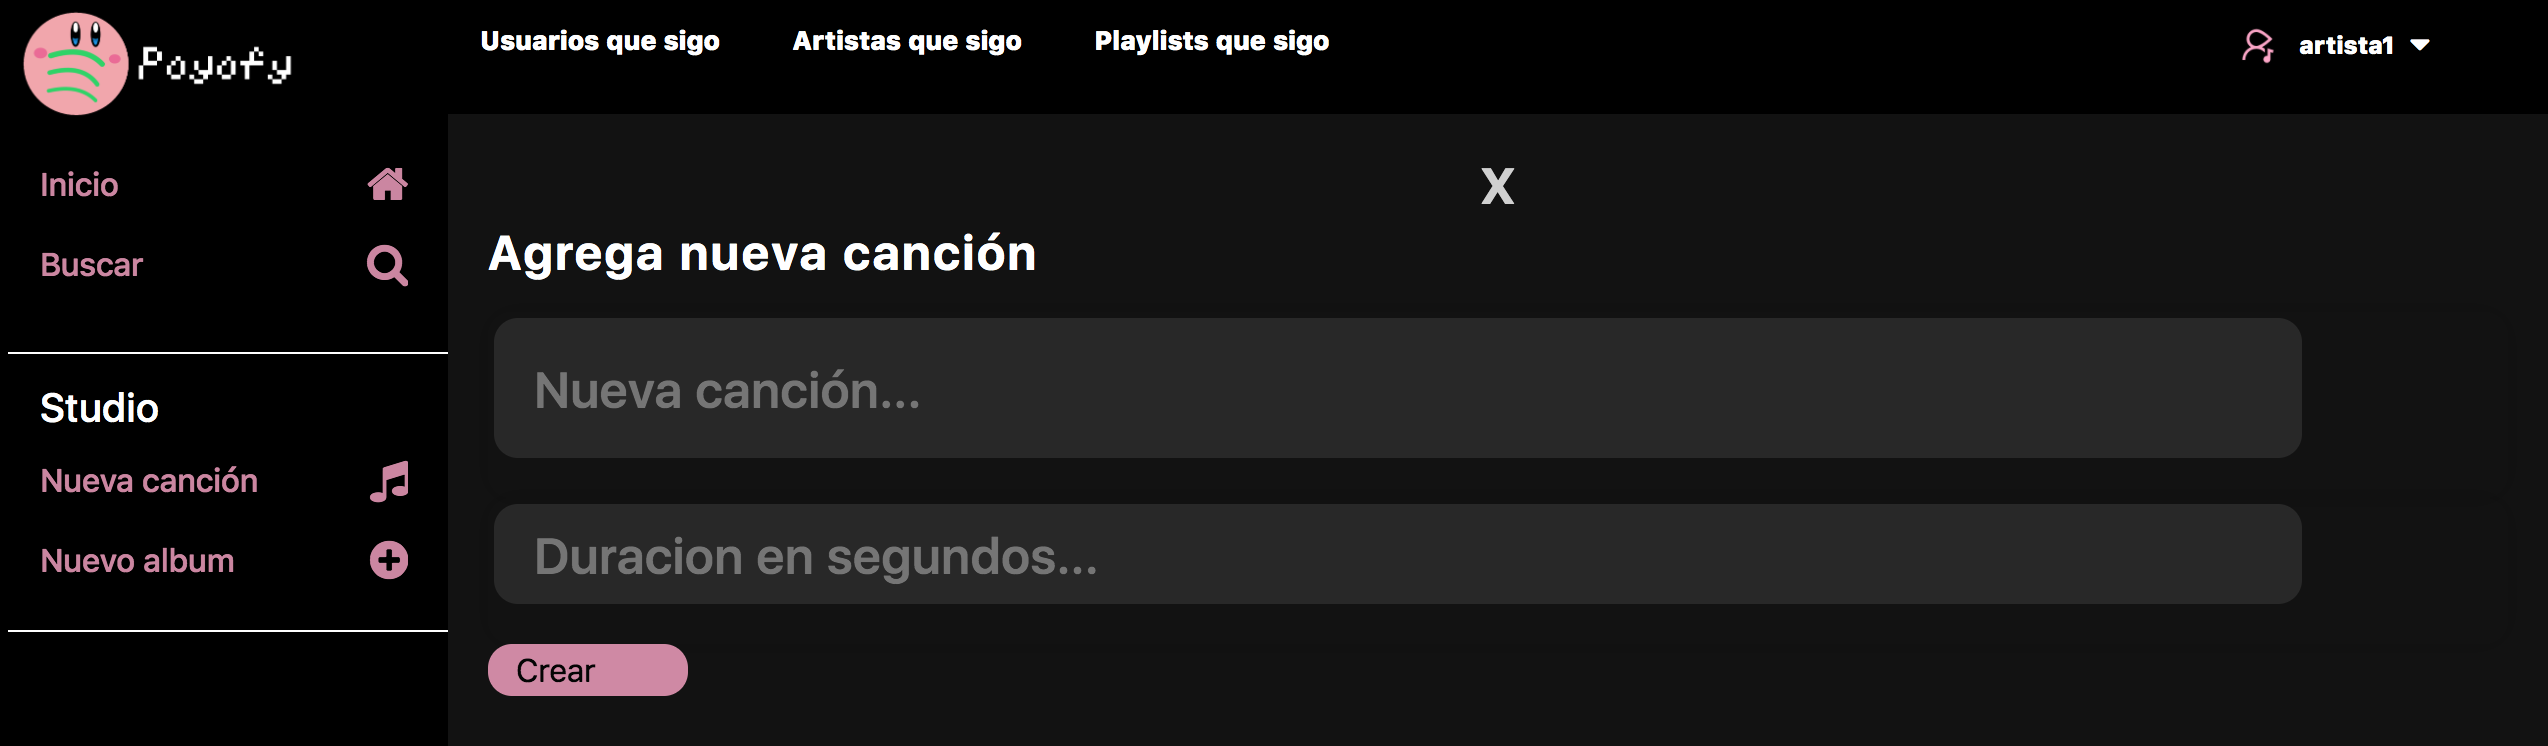 Poyofy
Usuarios que sigo
Artistas que sigo
Playlists que sigo
artista1
Inicio
Buscar
Studio
Nueva canción
Nuevo album
X
Agrega nueva canción
Nueva canción...
Duracion en segundos...
Crear